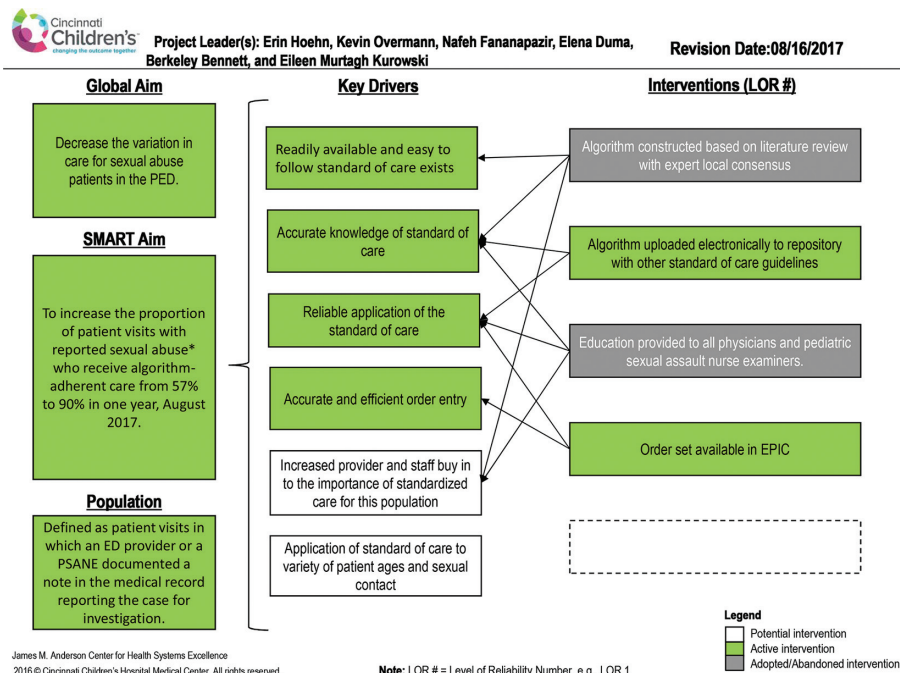 Cincinnati
Children's
changing the outcome together
Project Leader(s): Erin Hoehn, Kevin Overmann, Nafeh Fananapazir, Elena Duma,
Berkeley Bennett, and Eileen Murtagh Kurowski
Revision Date:08/16/2017
Global Aim
Decrease the variation in
care for sexual abuse
patients in the PED.
SMART Aim
To increase the proportion
of patient visits with
reported sexual abuse*
who receive algorithm-
adherent care from 57%
to 90% in one year, August
2017.
Population
Defined as patient visits in
which an ED provider or a
PSANE documented a
note in the medical record
reporting the case for
investigation.
Key Drivers
Readily available and easy to
follow standard of care exists
Accurate knowledge of standard of
care
Reliable application of the
standard of care
Accurate and efficient order entry
Increased provider and staff buy in
to the importance of standardized
care for this population
Application of standard of care to
variety of patient ages and sexual
contact
Interventions (LOR #)
Algorithm constructed based on literature review
with expert local consensus
Algorithm uploaded electronically to repository
with other standard of care guidelines
Education provided to all physicians and pediatric
sexual assault nurse examiners.
Order set available in EPIC
Legend
Potential intervention
Active intervention
Adopted/Abandoned intervention
James M. Anderson Center for Health Systems Excellence
2016 © Cincinnati Children's Hospital Medical Center. All rights reserved
Note: LOR # = Level of Reliability Number, e.g., LOR 1